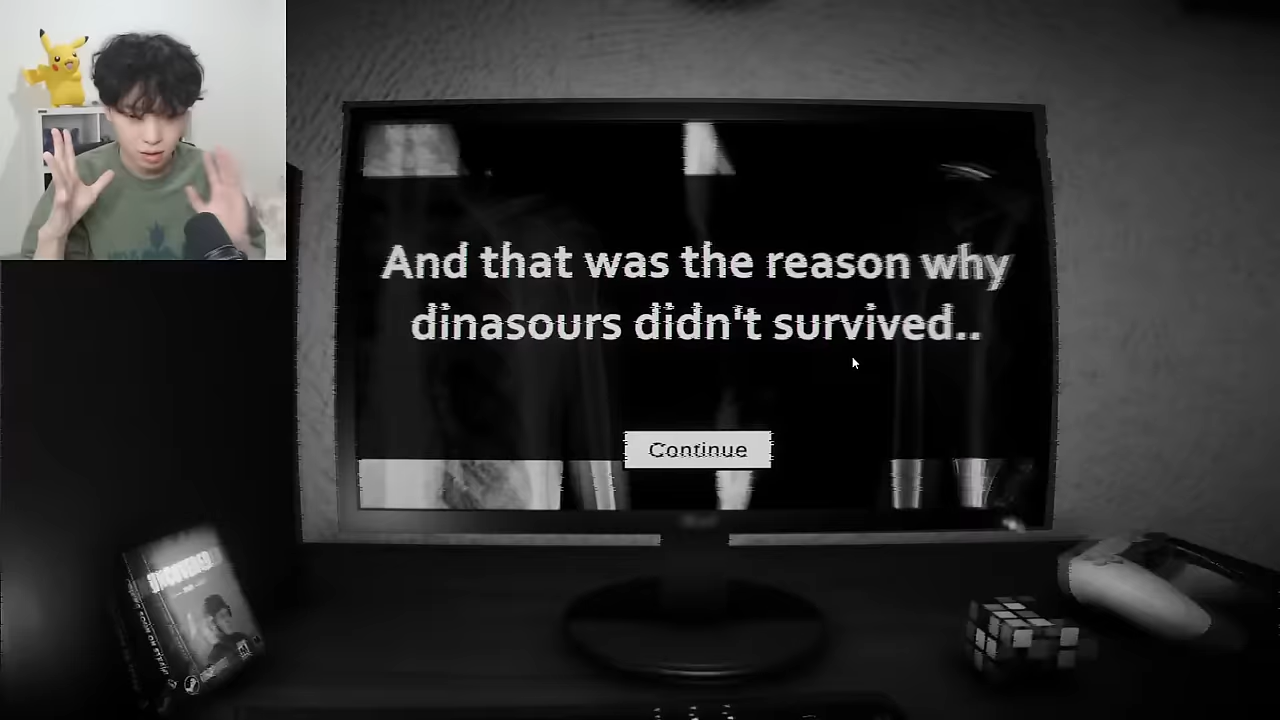 And that was the reason why
dinasours didn't survived..
Continue